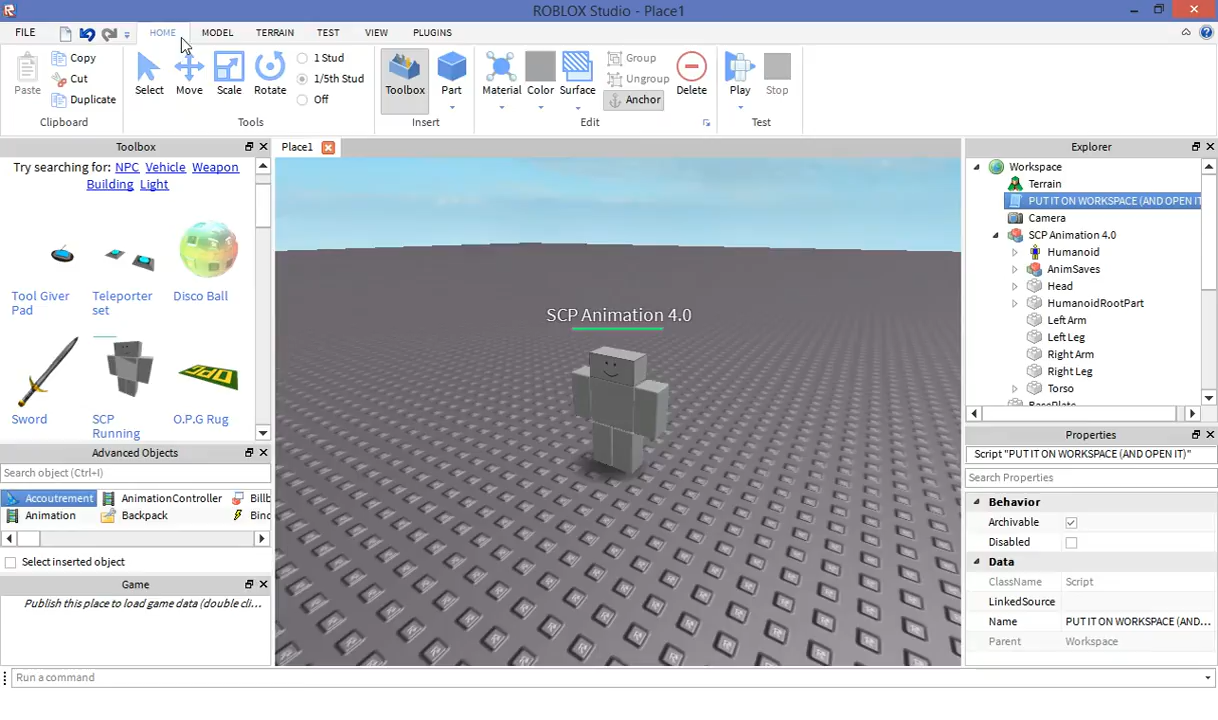 ROBLOX Studio - Place1
FILE HOME MODEL TERRAIN TEST VIEW PLUGINS
Paste
Copy
Cut
Duplicate
Clipboard
Select Move Scale Rotate
1 Stud
1/5th Stud
Off
Tools
Toolbox Part
Insert
Material Color Surface
Group
Ungroup
Anchor
Delete
Edit
Play Stop
Test
Toolbox
Try searching for: NPC Vehicle Weapon
Building Light
Tool Giver
Pad
Teleporter
set
Disco Ball
Sword
SCP
Running
O.P.G Rug
Advanced Objects
Search object (Ctrl+I)
Accoutrement AnimationController Billb
Animation Backpack Bind
Select inserted object
Game
Publish this place to load game data (double cli...
Place1
SCP Animation 4.0
Explorer
Workspace
Terrain
PUT IT ON WORKSPACE (AND OPEN IT
Camera
SCP Animation 4.0
Humanoid
AnimSaves
Head
HumanoidRootPart
Left Arm
Left Leg
Right Arm
Right Leg
Torso
BasePlate
Properties
Script "PUT IT ON WORKSPACE (AND OPEN IT)"
Search Properties
Behavior
Archivable
Disabled
Data
ClassName Script
LinkedSource
Name PUT IT ON WORKSPACE (AND...
Parent Workspace
Run a command